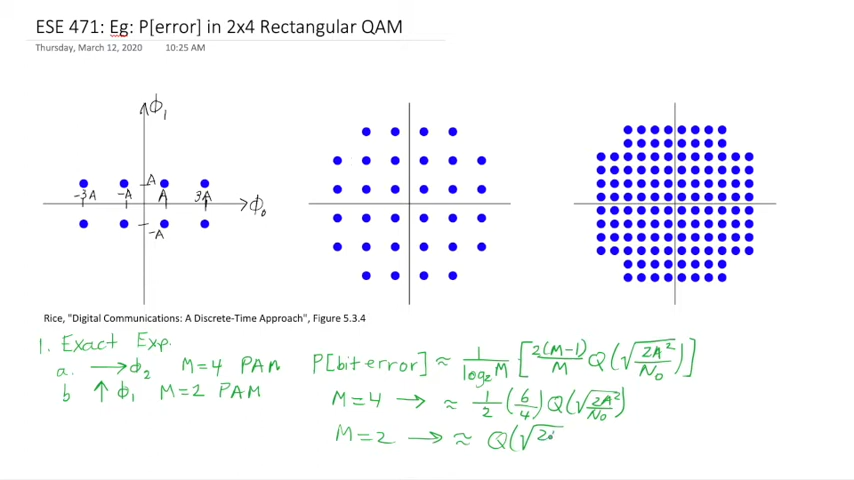 ESE 471: Eg: P[error] in 2x4 Rectangular QAM
Thursday, March 12, 2020 10:25 AM
ϕ₁
-3A -A A A 3A ϕ₀
-A
Rice, "Digital Communications: A Discrete-Time Approach", Figure 5.3.4
1. Exact Exp.
a. → ϕ₂ M=4 PAM
b ↑ ϕ₁ M=2 PAM
P[bit error] ≈ 1/log₂M [2(M-1)/M Q(√(2A²/N₀))]
M=4 → ≈ 1/2 (6/4) Q(√(2A²/N₀))
M=2 → ≈ Q(√2